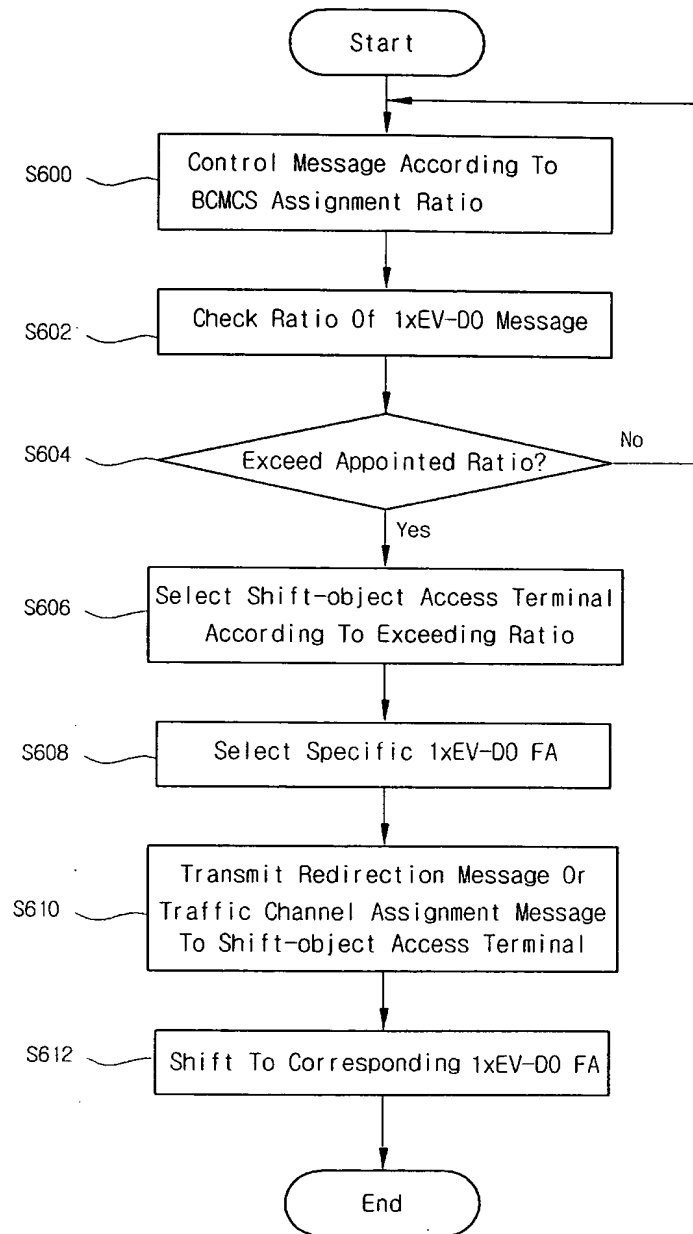 Start
S600
Control Message According To
BCMCS Assignment Ratio
S602
Check Ratio Of 1xEV-DO Message
S604
Exceed Appointed Ratio?
No
Yes
S606
Select Shift-object Access Terminal
According To Exceeding Ratio
S608
Select Specific 1xEV-DO FA
S610
Transmit Redirection Message Or
Traffic Channel Assignment Message
To Shift-object Access Terminal
S612
Shift To Corresponding 1xEV-DO FA
End